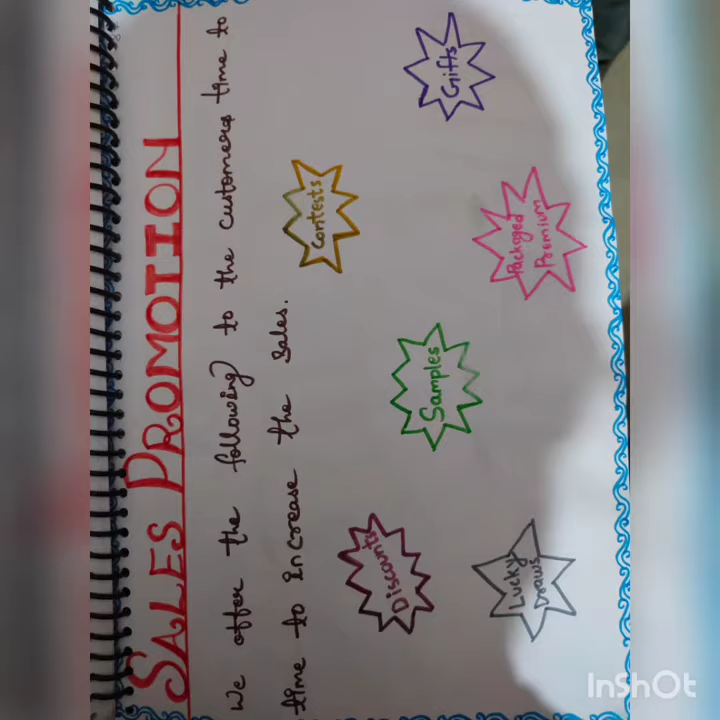 SALES PROMOTION
We offer the following to the customers time to
time to increase the sales.
Discounts
Samples
Contests
Gifts
Lucky
Draws
Packaged
Premium
InShOt